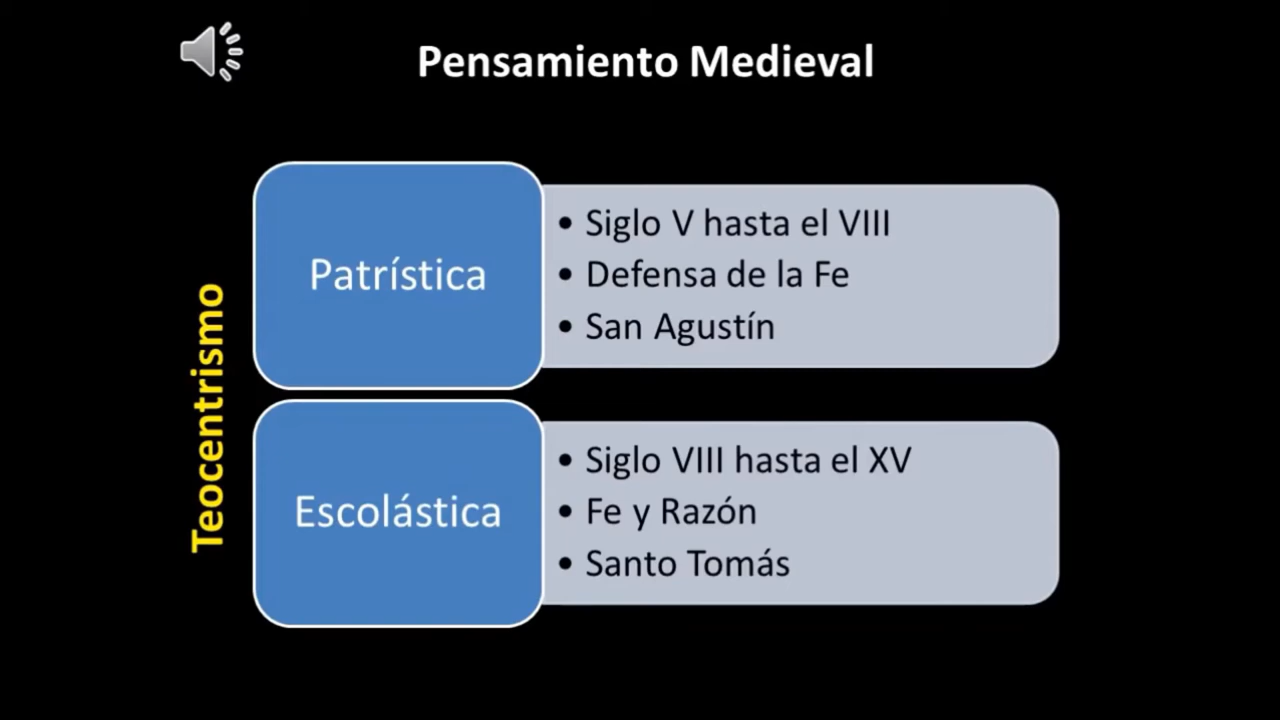 Pensamiento Medieval
Teocentrismo
Patrística
• Siglo V hasta el VIII
• Defensa de la Fe
• San Agustín
Escolástica
• Siglo VIII hasta el XV
• Fe y Razón
• Santo Tomás